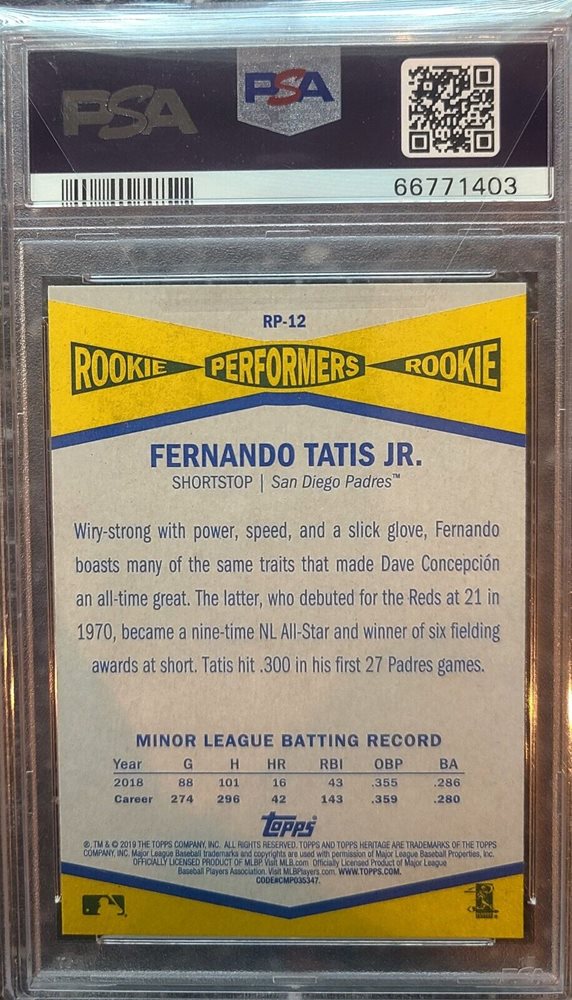 PSA
PSA
66771403
RP-12
ROOKIE PERFORMERS ROOKIE
FERNANDO TATIS JR.
SHORTSTOP | San Diego Padres™
Wiry-strong with power, speed, and a slick glove, Fernando
boasts many of the same traits that made Dave Concepción
an all-time great. The latter, who debuted for the Reds at 21 in
1970, became a nine-time NL All-Star and winner of six fielding
awards at short. Tatis hit .300 in his first 27 Padres games.
MINOR LEAGUE BATTING RECORD
Year G H HR RBI OBP BA
2018 88 101 16 43 .355 .286
Career 274 296 42 143 .359 .280
topps®
®, TM & © 2019 THE TOPPS COMPANY, INC. ALL RIGHTS RESERVED. TOPPS AND TOPPS HERITAGE ARE TRADEMARKS OF THE TOPPS
COMPANY, INC. Major League Baseball trademarks and copyrights are used with permission of Major League Baseball Properties, Inc.
OFFICIALLY LICENSED PRODUCT OF MLBP. Visit MLB.com. Officially Licensed Product of Major League
Baseball Players Association. Visit MLBPlayers.com. WWW.TOPPS.COM.
CODE#CMP035347.
PSA